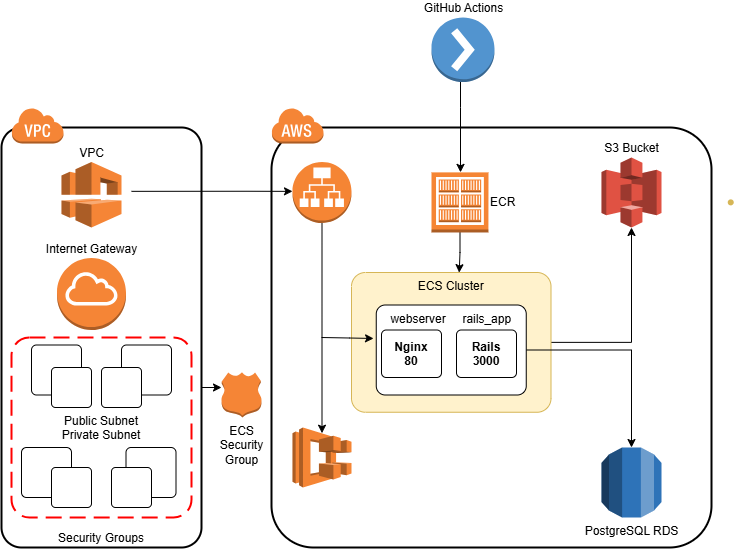 GitHub Actions
VPC
AWS
VPC
S3 Bucket
ECR
Internet Gateway
ECS Cluster
webserver
rails_app
Nginx
80
Rails
3000
Public Subnet
Private Subnet
ECS
Security
Group
PostgreSQL RDS
Security Groups